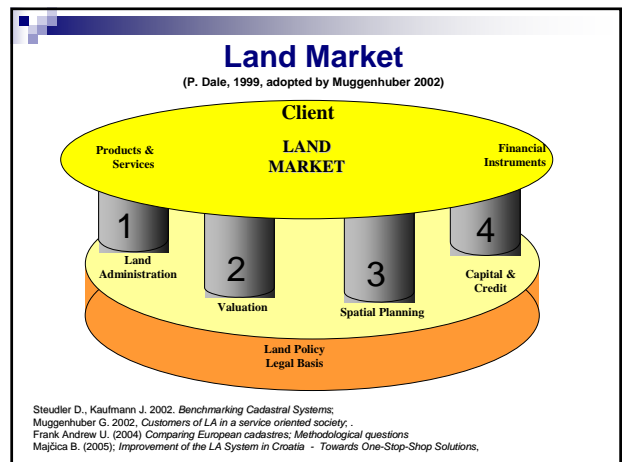 Land Market
(P. Dale, 1999, adopted by Muggenhuber 2002)
Client
Products &
Services
LAND
MARKET
Financial
Instruments
1
Land
Administration
2
Valuation
3
Spatial Planning
4
Capital &
Credit
Land Policy
Legal Basis
Steudler D., Kaufmann J. 2002. Benchmarking Cadastral Systems;
Muggenhuber G. 2002, Customers of LA in a service oriented society; .
Frank Andrew U. (2004) Comparing European cadastres; Methodological questions
Majčica B. (2005); Improvement of the LA System in Croatia - Towards One-Stop-Shop Solutions,